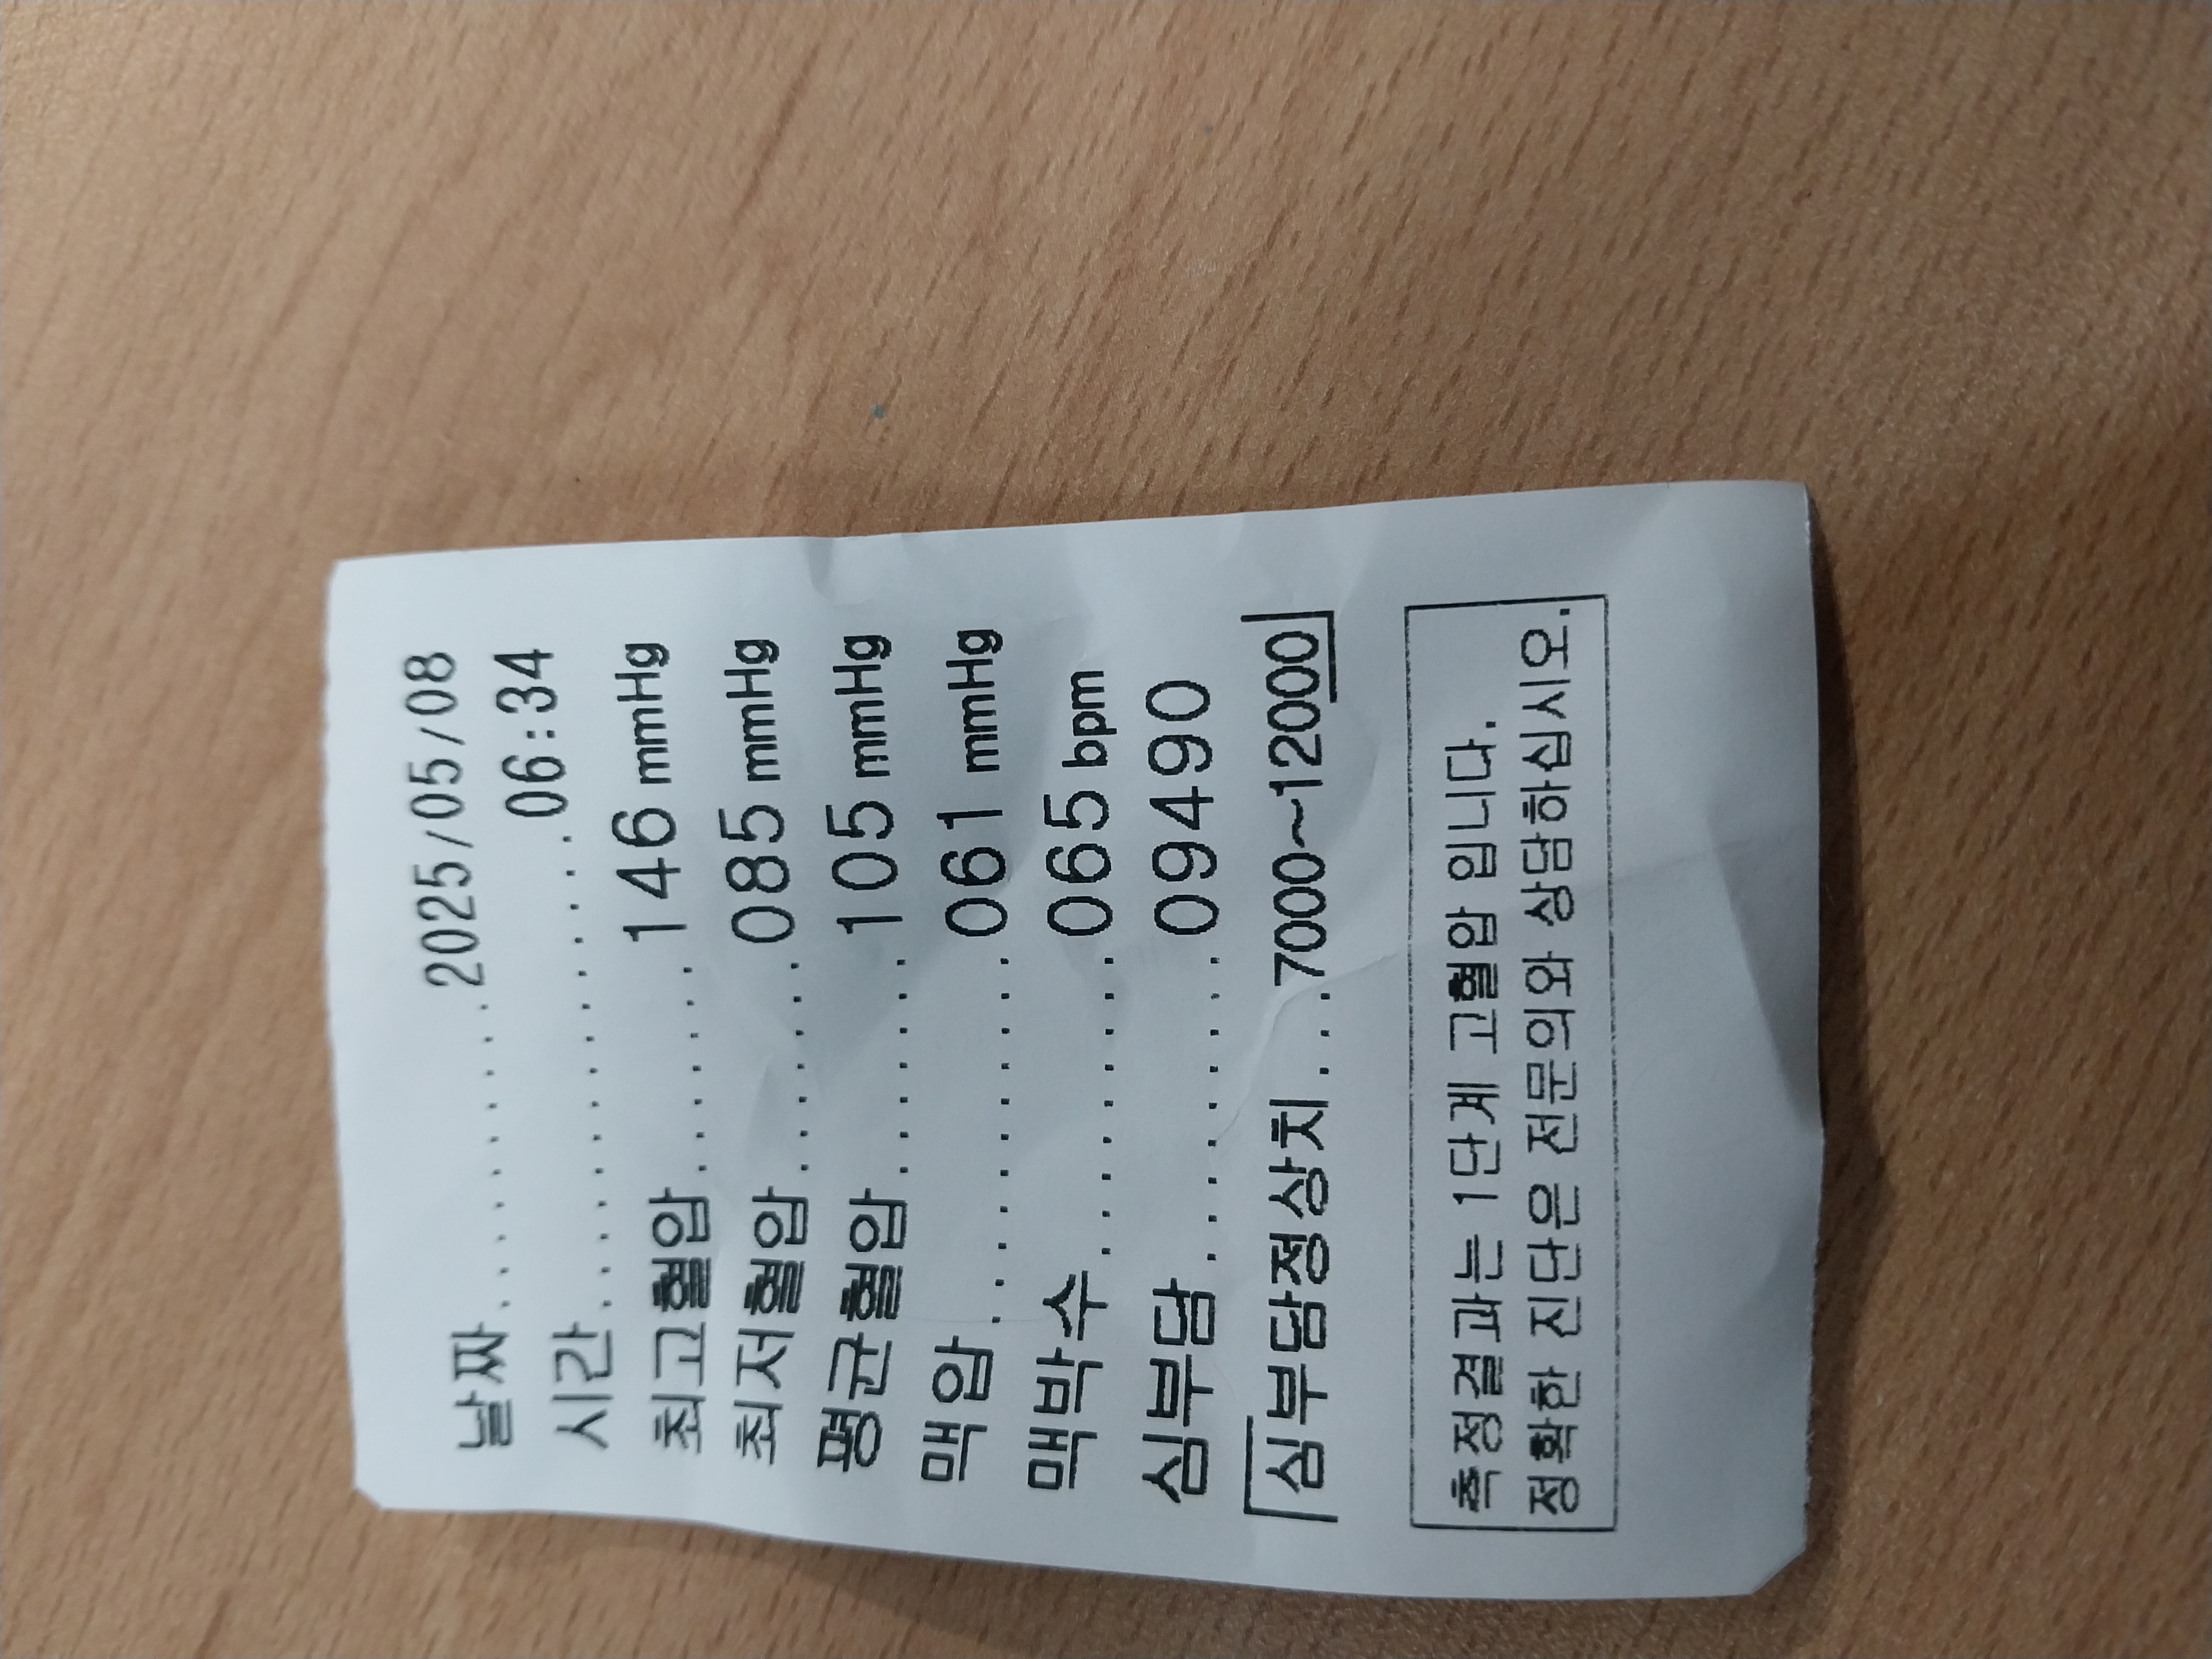 날짜..............2025/05/08
시간..................06:34
최고혈압.........146 mmHg
최저혈압.........085 mmHg
평균혈압.........105 mmHg
맥압..............061 mmHg
맥박수............065 bpm
심부담............09490
[심부담정상치...7000~12000]
측정결과는 1단계 고혈압 입니다.
정확한 진단은 전문의와 상담하십시오.